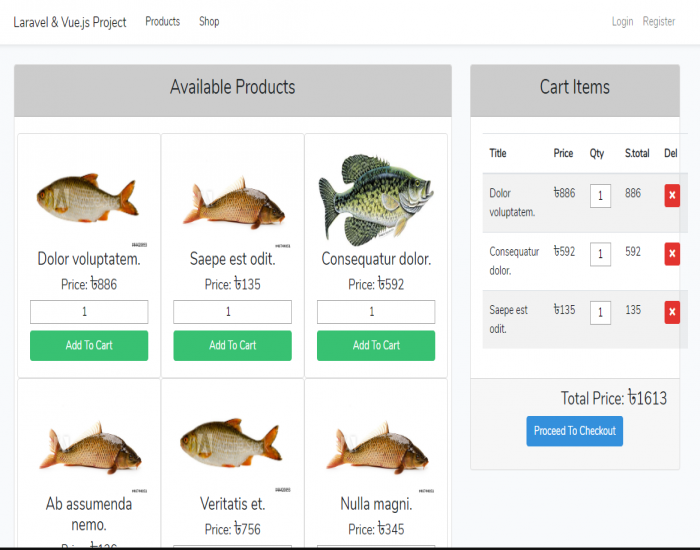 Laravel & Vue.js Project Products Shop Login Register
Available Products
Dolor voluptatem. Saepe est odit. Consequatur dolor.
Price: ৳886 Price: ৳135 Price: ৳592
1 1 1
Add To Cart Add To Cart Add To Cart
Ab assumenda nemo.
Veritatis et. Nulla magni.
Price: ৳756 Price: ৳345
Cart Items
Title Price Qty S.total Del
Dolor ৳886 1 886
voluptatem.
Consequatur ৳592 1 592
dolor.
Saepe est ৳135 1 135
odit.
Total Price: ৳1613
Proceed To Checkout